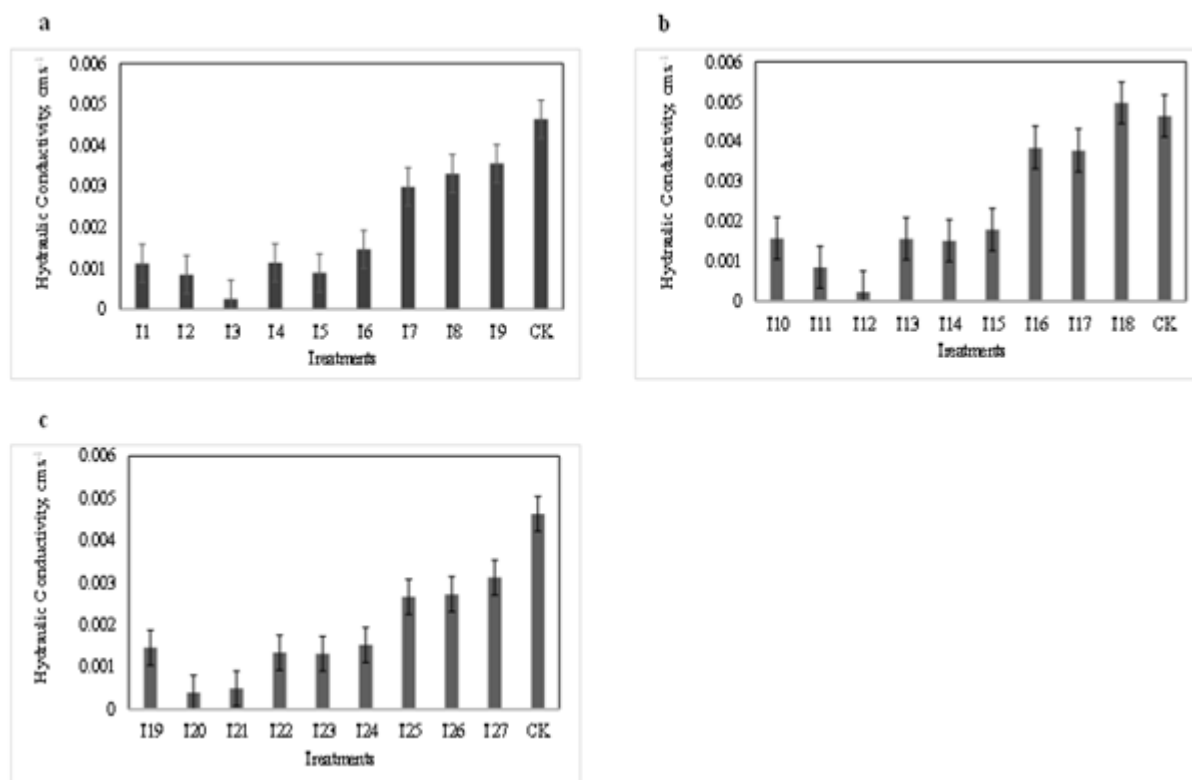 a
Hydraulic Conductivity, cm s-1
0.006
0.005
0.004
0.003
0.002
0.001
0
I1 I2 I3 I4 I5 I6 I7 I8 I9 CK
Treatments
b
Hydraulic Conductivity, cm s-1
0.006
0.005
0.004
0.003
0.002
0.001
0
I10 I11 I12 I13 I14 I15 I16 I17 I18 CK
Treatments
c
Hydraulic Conductivity, cm s-1
0.006
0.005
0.004
0.003
0.002
0.001
0
I19 I20 I21 I22 I23 I24 I25 I26 I27 CK
Treatments